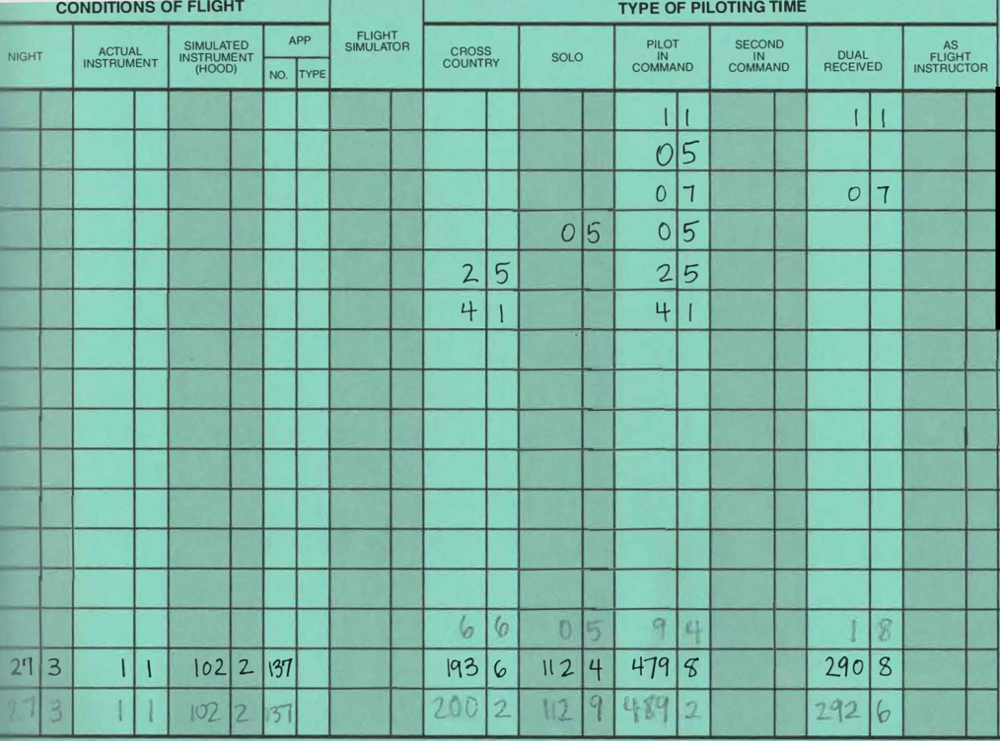 CONDITIONS OF FLIGHT TYPE OF PILOTING TIME
NIGHT ACTUAL INSTRUMENT SIMULATED INSTRUMENT (HOOD) APP NO. TYPE FLIGHT SIMULATOR CROSS COUNTRY SOLO PILOT IN COMMAND SECOND IN COMMAND DUAL RECEIVED AS FLIGHT INSTRUCTOR
1 1 1 1
0 5
0 7 0 7
0 5 0 5
2 5 2 5
4 1 4 1
6 6 0 5 9 4 1 8
27 3 1 1 102 2 137 193 6 112 4 479 8 290 8
27 3 1 1 102 2 137 200 2 112 9 489 2 292 6